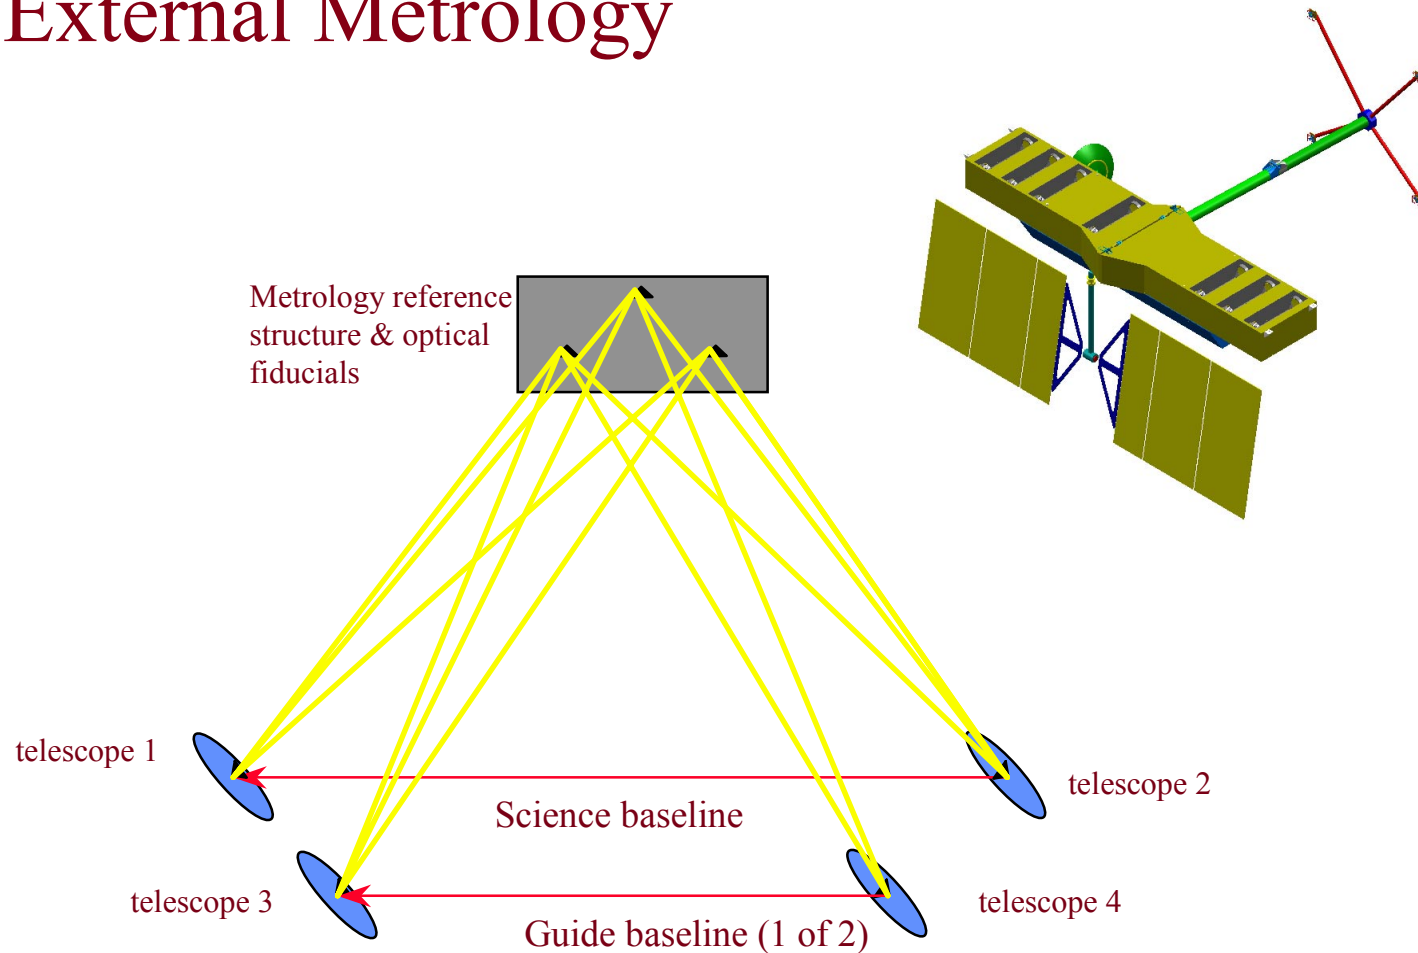 External Metrology
Metrology reference
structure & optical
fiducials
telescope 1
telescope 2
Science baseline
telescope 3
telescope 4
Guide baseline (1 of 2)